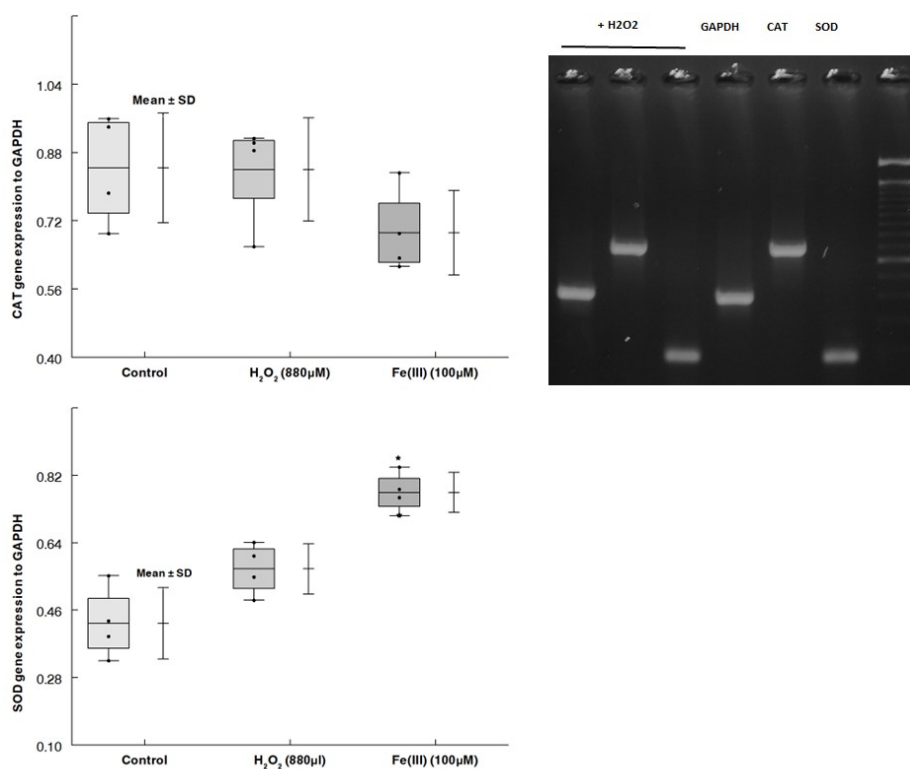 CAT gene expression to GAPDH
1.04
0.88
0.72
0.56
0.40
Mean ± SD
Control
H₂O₂ (880µM)
Fe(III) (100µM)
+ H2O2
GAPDH
CAT
SOD
SOD gene expression to GAPDH
0.82
0.64
0.46
0.28
0.10
Mean ± SD
*
Control
H₂O₂ (880µl)
Fe(III) (100µM)